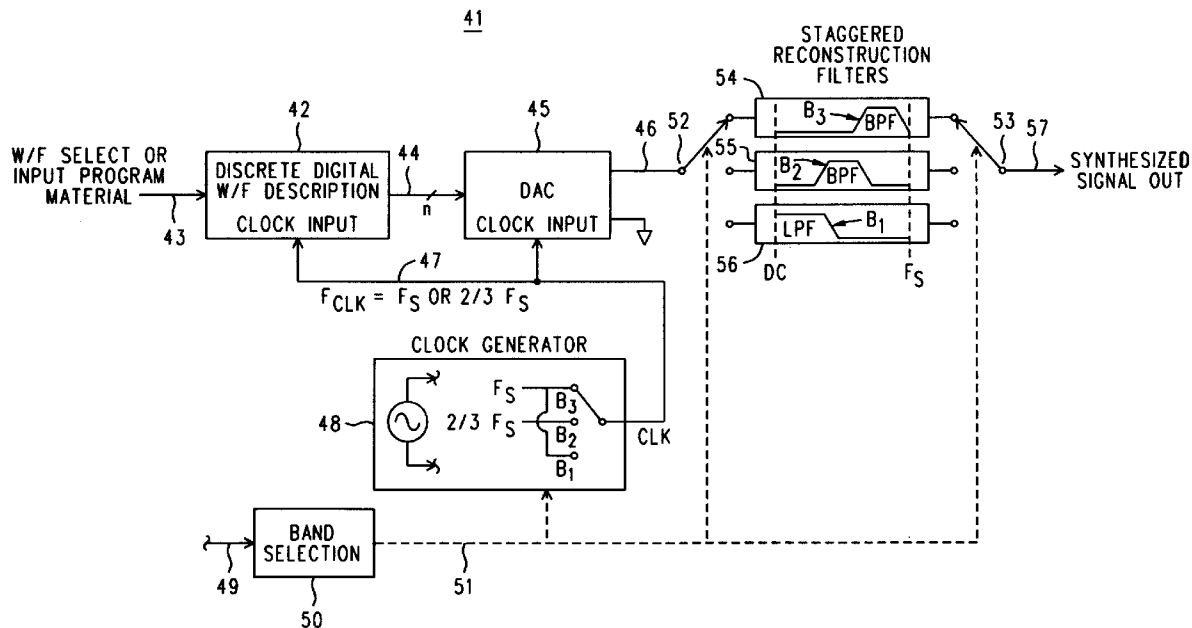 41
STAGGERED
RECONSTRUCTION
FILTERS
54
B3
BPF
42
45
46
52
53
57
W/F SELECT OR
INPUT PROGRAM
MATERIAL
43
DISCRETE DIGITAL
W/F DESCRIPTION
CLOCK INPUT
44
n
DAC
CLOCK INPUT
55
B2
BPF
SYNTHESIZED
SIGNAL OUT
LPF
B1
56
DC
FS
47
FCLK = FS OR 2/3 FS
CLOCK GENERATOR
48
FS
B3
2/3 FS
B2
B1
CLK
49
BAND
SELECTION
50
51